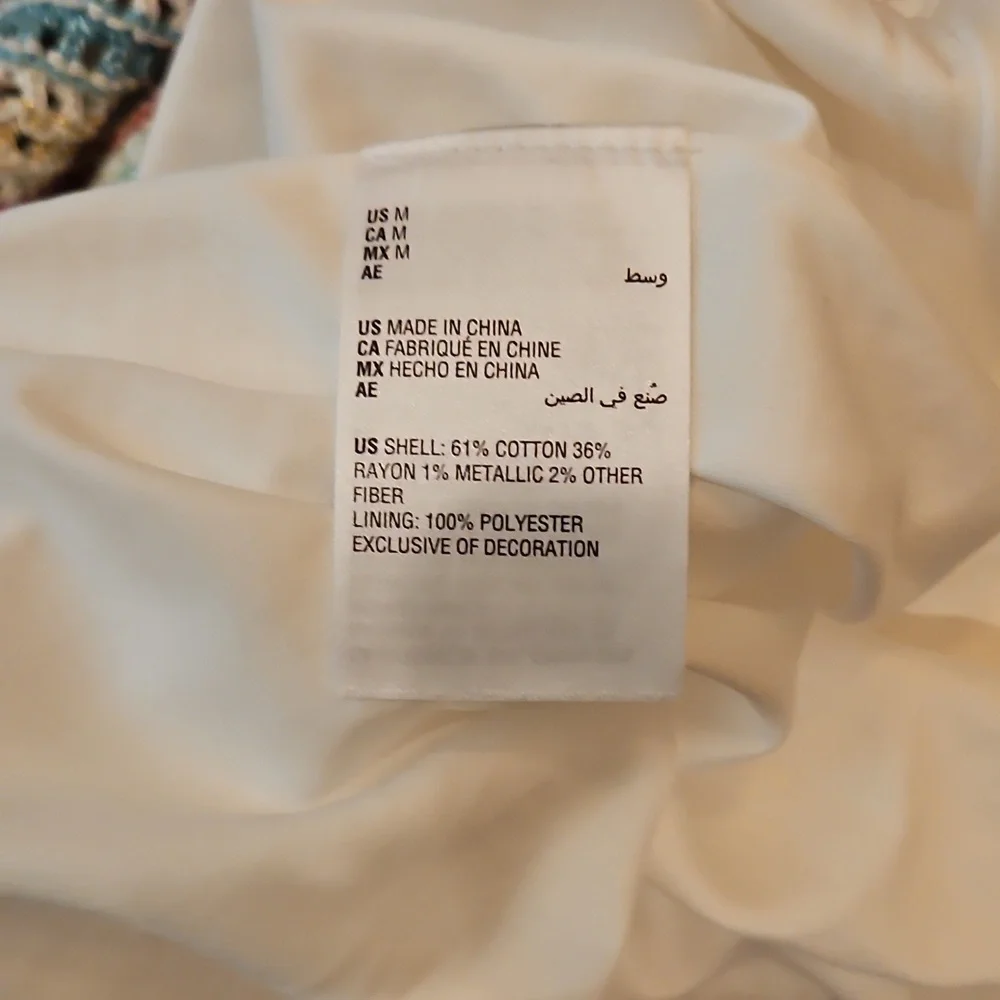 US M
CA M
MX M
AE وسط
US MADE IN CHINA
CA FABRIQUÉ EN CHINE
MX HECHO EN CHINA
AE صُنع في الصين
US SHELL: 61% COTTON 36%
RAYON 1% METALLIC 2% OTHER
FIBER
LINING: 100% POLYESTER
EXCLUSIVE OF DECORATION